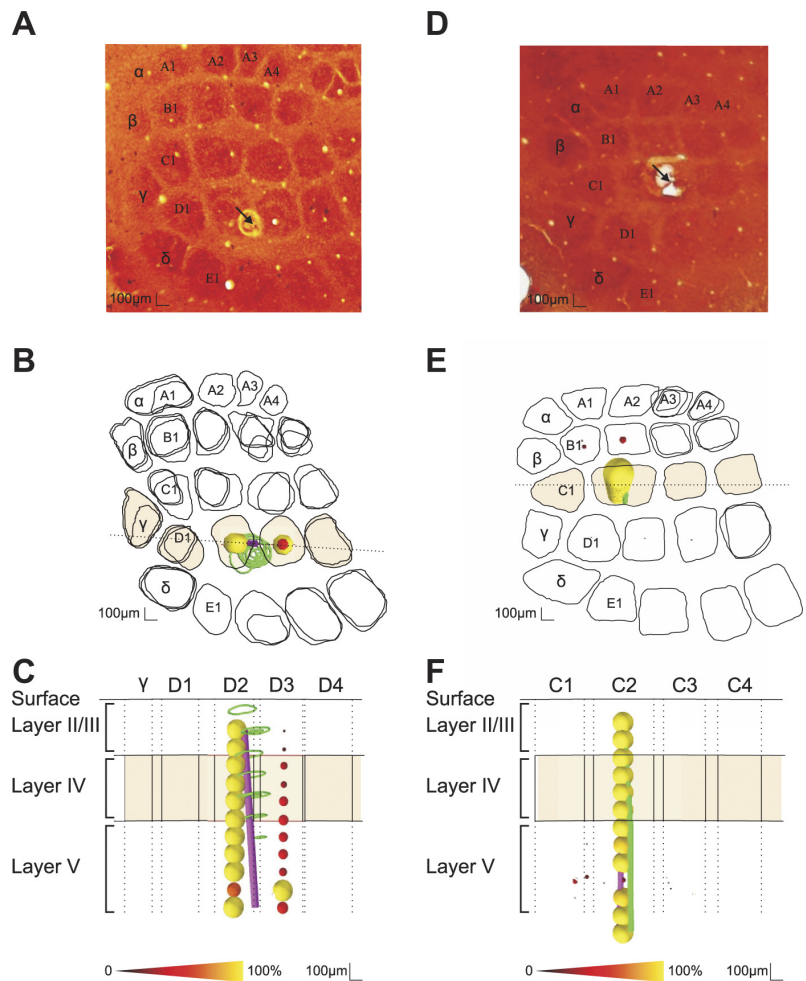 A
α A1 A2 A3 A4
β B1
C1
γ D1
δ E1
100μm
B
α A1 A2 A3 A4
β B1
C1
γ D1
δ E1
100μm
C
γ D1 D2 D3 D4
Surface
Layer II/III
Layer IV
Layer V
0 100% 100μm
D
α A1 A2 A3 A4
β B1
C1
γ D1
δ E1
100μm
E
α A1 A2 A3 A4
β B1
C1
γ D1
δ E1
100μm
F
C1 C2 C3 C4
Surface
Layer II/III
Layer IV
Layer V
0 100% 100μm